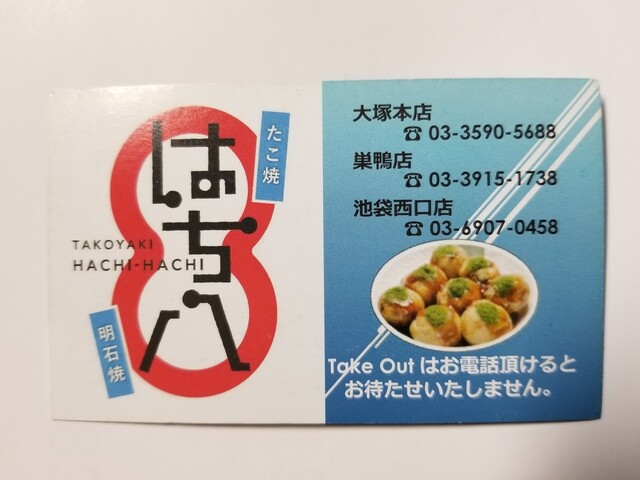 たこ焼
はち八
TAKOYAKI
HACHI-HACHI
明石焼
大塚本店
☎ 03-3590-5688
巣鴨店
☎ 03-3915-1738
池袋西口店
☎ 03-6907-0458
Take Out はお電話頂けると
お待たせいたしません。